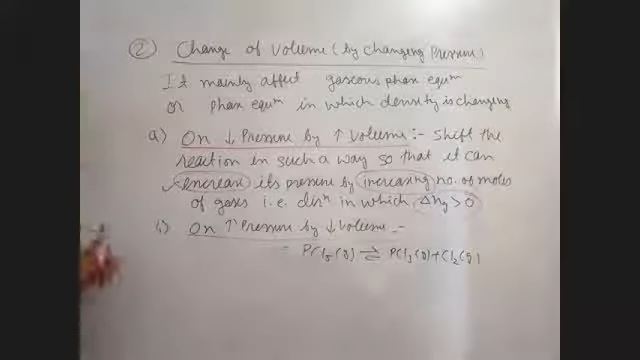 ② Change of Volume (by changing Pressure)
It mainly affect gaseous phase equm
or phase equm in which density is changing
a) On ↓ Pressure by ↑ Volume :- Shift the
reaction in such a way so that it can
increase its pressure by increasing no. of moles
of gases i.e. dirn in which Δng > 0
b) On ↑ Pressure by ↓ Volume :-
= PCl5(g) ⇌ PCl3(g) + Cl2(g)